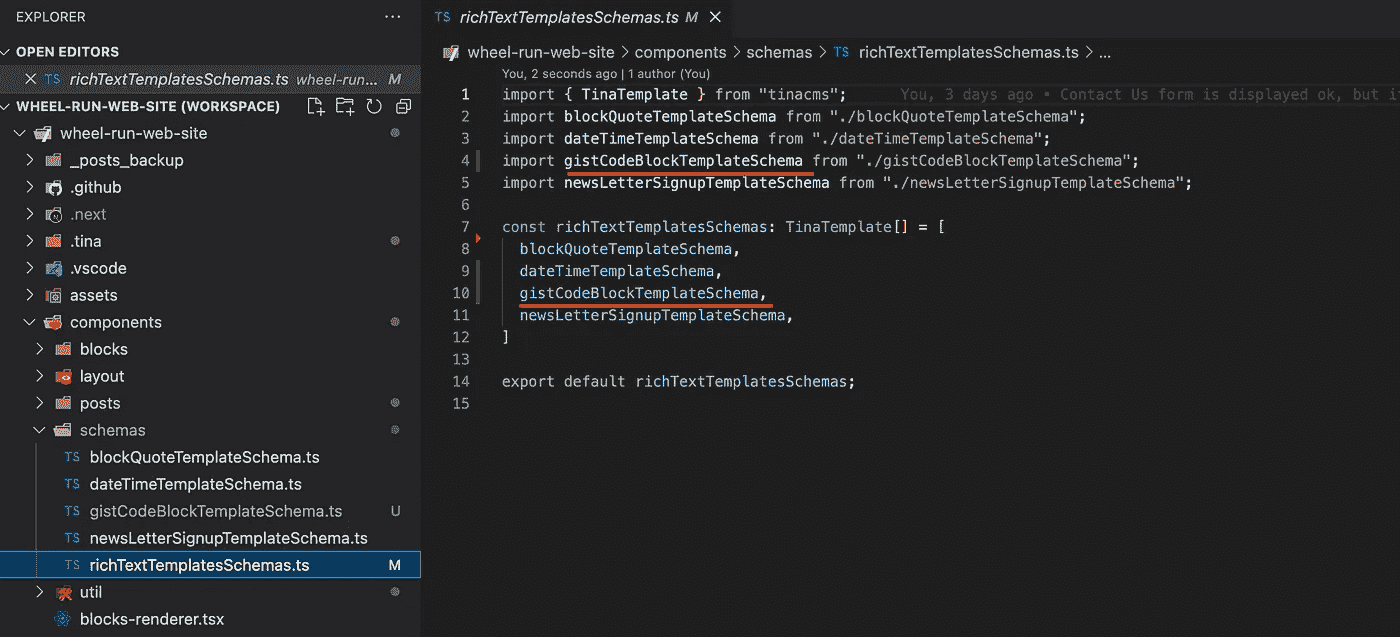 EXPLORER
...
OPEN EDITORS
TS richTextTemplatesSchemas.ts wheel-run... M
WHEEL-RUN-WEB-SITE (WORKSPACE)
wheel-run-web-site
_posts_backup
.github
.next
.tina
.vscode
assets
components
blocks
layout
posts
schemas
TS blockQuoteTemplateSchema.ts
TS dateTimeTemplateSchema.ts
TS gistCodeBlockTemplateSchema.ts U
TS newsLetterSignupTemplateSchema.ts
TS richTextTemplatesSchemas.ts M
util
blocks-renderer.tsx
TS richTextTemplatesSchemas.ts M
wheel-run-web-site > components > schemas > TS richTextTemplatesSchemas.ts > ...
You, 2 seconds ago | 1 author (You)
1 import { TinaTemplate } from "tinacms"; You, 3 days ago • Contact Us form is displayed ok, but
2 import blockQuoteTemplateSchema from "./blockQuoteTemplateSchema";
3 import dateTimeTemplateSchema from "./dateTimeTemplateSchema";
4 import gistCodeBlockTemplateSchema from "./gistCodeBlockTemplateSchema";
5 import newsLetterSignupTemplateSchema from "./newsLetterSignupTemplateSchema";
6
7 const richTextTemplatesSchemas: TinaTemplate[] = [
8 blockQuoteTemplateSchema,
9 dateTimeTemplateSchema,
10 gistCodeBlockTemplateSchema,
11 newsLetterSignupTemplateSchema,
12 ]
13
14 export default richTextTemplatesSchemas;
15